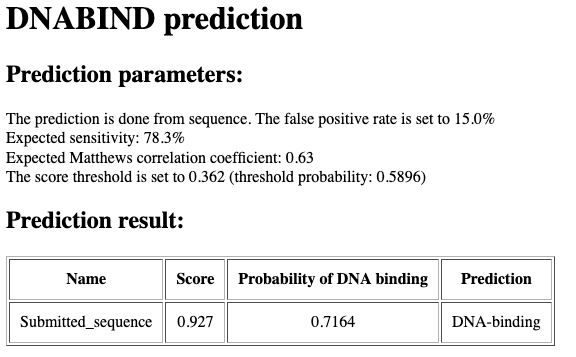 DNABIND prediction
Prediction parameters:
The prediction is done from sequence. The false positive rate is set to 15.0%
Expected sensitivity: 78.3%
Expected Matthews correlation coefficient: 0.63
The score threshold is set to 0.362 (threshold probability: 0.5896)
Prediction result:
Name Score Probability of DNA binding Prediction
Submitted_sequence 0.927 0.7164 DNA-binding